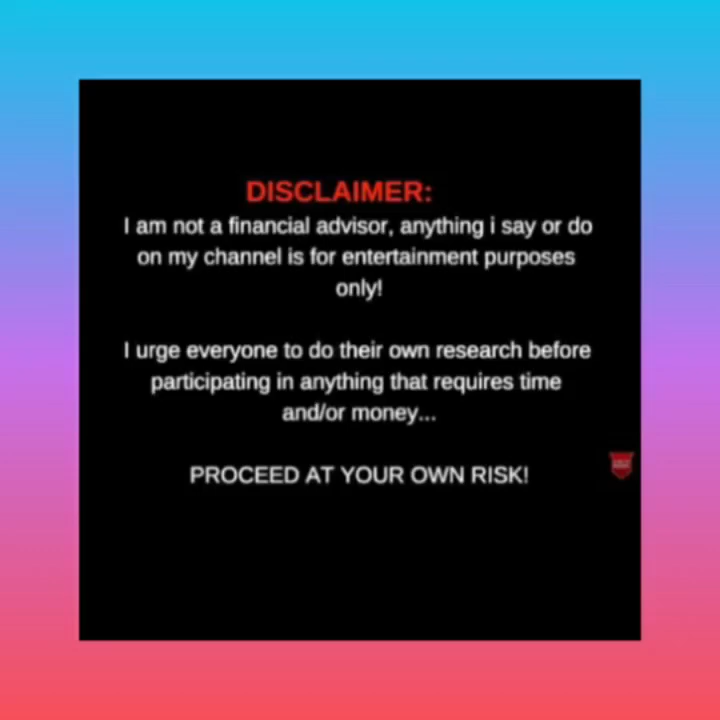 DISCLAIMER:
I am not a financial advisor, anything i say or do
on my channel is for entertainment purposes
only!
I urge everyone to do their own research before
participating in anything that requires time
and/or money...
PROCEED AT YOUR OWN RISK!